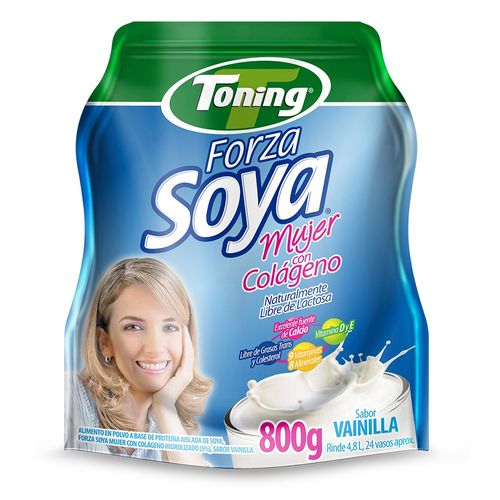 Toning®
Forza
Soya®
Mujer
con
Colágeno
Naturalmente
Libre de Lactosa
Excelente fuente
de Calcio
Vitamina D y E
Libre de Grasas Trans
y Colesterol
9 Vitaminas
8 Minerales
ALIMENTO EN POLVO A BASE DE PROTEÍNA AISLADA DE SOYA,
FORZA SOYA MUJER CON COLÁGENO HIDROLIZADO (5%), SABOR VAINILLA.
800g
Sabor
VAINILLA
Rinde 4,8 L, 24 vasos aprox.